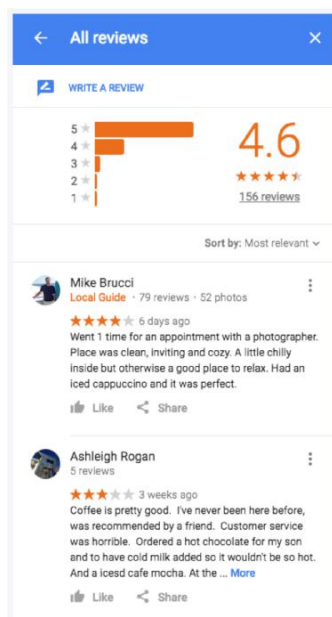 All reviews
WRITE A REVIEW
5
4
3
2
1
4.6
156 reviews
Sort by: Most relevant
Mike Brucci
Local Guide · 79 reviews · 52 photos
6 days ago
Went 1 time for an appointment with a photographer.
Place was clean, inviting and cozy. A little chilly
inside but otherwise a good place to relax. Had an
iced cappuccino and it was perfect.
Like Share
Ashleigh Rogan
5 reviews
3 weeks ago
Coffee is pretty good. I've never been here before,
was recommended by a friend. Customer service
was horrible. Ordered a hot chocolate for my son
and to have cold milk added so it wouldn't be so hot.
And a icesd cafe mocha. At the ... More
Like Share